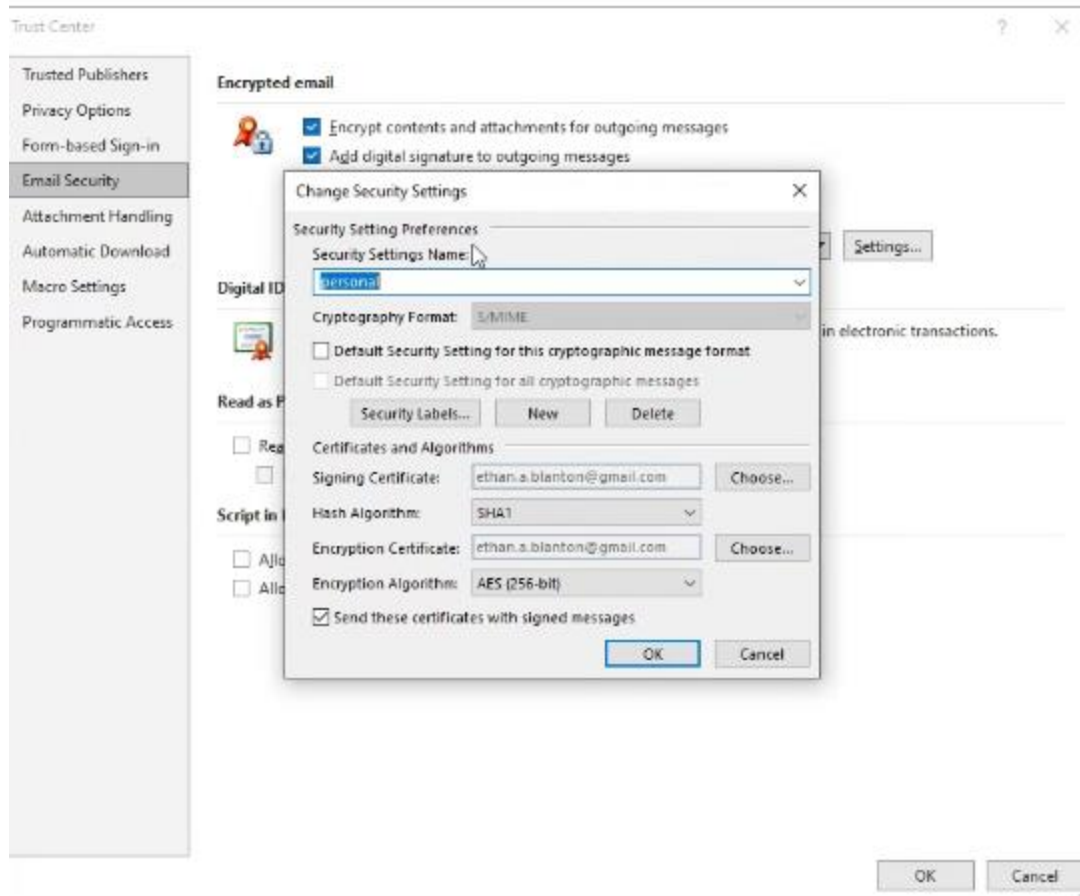 Trust Center
Trusted Publishers
Privacy Options
Form-based Sign-in
Email Security
Attachment Handling
Automatic Download
Macro Settings
Programmatic Access
Encrypted email
Encrypt contents and attachments for outgoing messages
Add digital signature to outgoing messages
Settings...
Digital ID
in electronic transactions.
Read as P
Rea
Script in
Allo
Allo
Change Security Settings
Security Setting Preferences
Security Settings Name:
personal
Cryptography Format: S/MIME
Default Security Setting for this cryptographic message format
Default Security Setting for all cryptographic messages
Security Labels... New Delete
Certificates and Algorithms
Signing Certificate: ethan.a.blanton@gmail.com Choose...
Hash Algorithm: SHA1
Encryption Certificate: ethan.a.blanton@gmail.com Choose...
Encryption Algorithm: AES (256-bit)
Send these certificates with signed messages
OK Cancel
OK Cancel